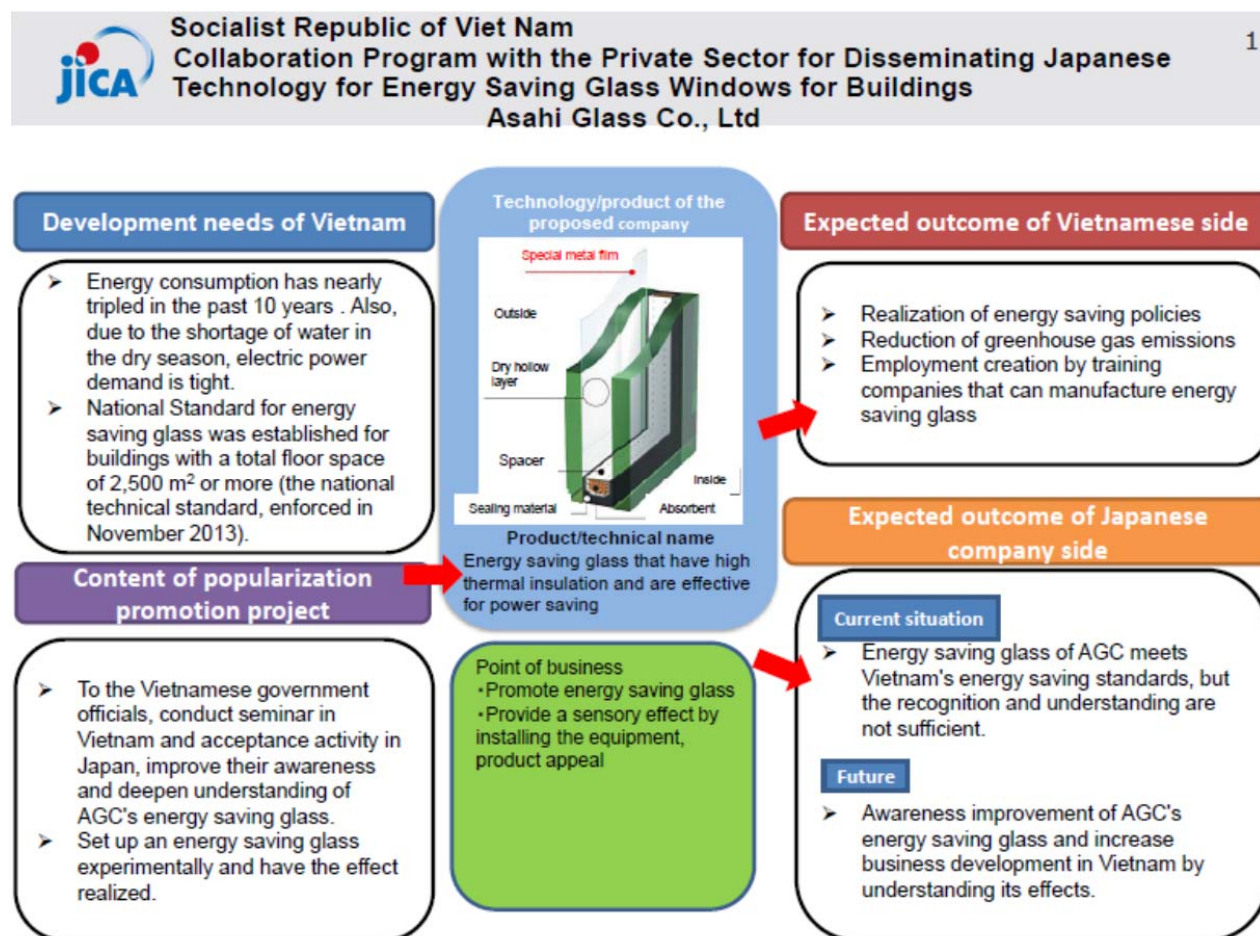 Socialist Republic of Viet Nam
Collaboration Program with the Private Sector for Disseminating Japanese
Technology for Energy Saving Glass Windows for Buildings
Asahi Glass Co., Ltd
1
jICA
Development needs of Vietnam
➤ Energy consumption has nearly
tripled in the past 10 years . Also,
due to the shortage of water in
the dry season, electric power
demand is tight.
➤ National Standard for energy
saving glass was established for
buildings with a total floor space
of 2,500 m² or more (the national
technical standard, enforced in
November 2013).
Content of popularization
promotion project
➤ To the Vietnamese government
officials, conduct seminar in
Vietnam and acceptance activity in
Japan, improve their awareness
and deepen understanding of
AGC's energy saving glass.
➤ Set up an energy saving glass
experimentally and have the effect
realized.
Technology/product of the
proposed company
Special metal film
Outside
Dry hollow
layer
Spacer
Inside
Sealing material
Absorbent
Product/technical name
Energy saving glass that have high
thermal insulation and are effective
for power saving
Point of business
・Promote energy saving glass
・Provide a sensory effect by
installing the equipment,
product appeal
Expected outcome of Vietnamese side
➤ Realization of energy saving policies
➤ Reduction of greenhouse gas emissions
➤ Employment creation by training
companies that can manufacture energy
saving glass
Expected outcome of Japanese
company side
Current situation
➤ Energy saving glass of AGC meets
Vietnam's energy saving standards, but
the recognition and understanding are
not sufficient.
Future
➤ Awareness improvement of AGC's
energy saving glass and increase
business development in Vietnam by
understanding its effects.